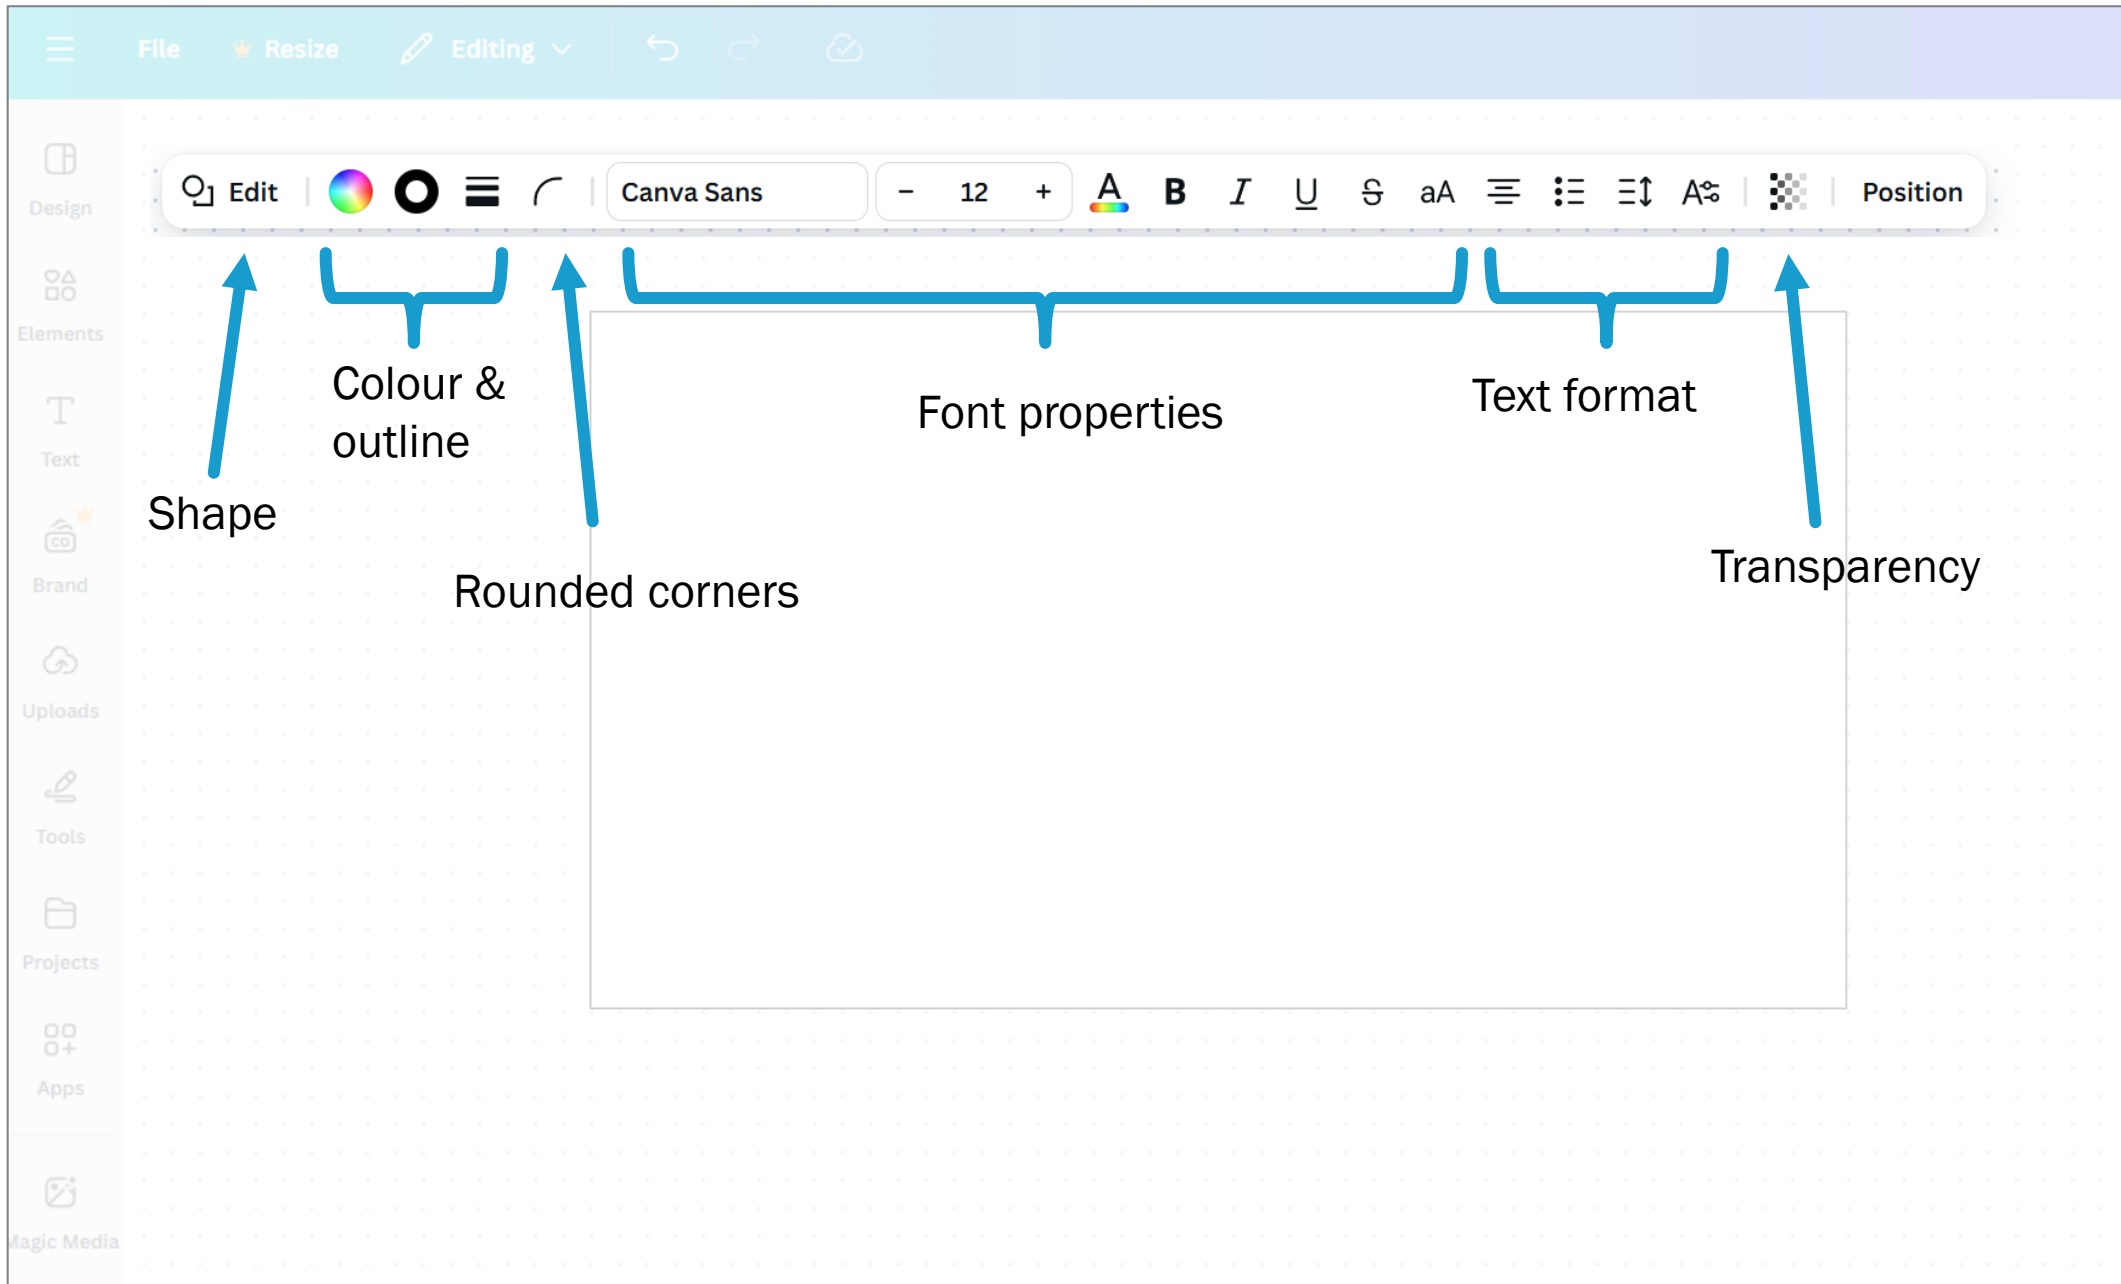 File Resize Editing
Design
Edit Canva Sans - 12 + A B I U S aA A Position
Elements
Text
Brand
Uploads
Tools
Projects
Apps
Magic Media
Colour &
outline
Font properties
Text format
Shape
Rounded corners
Transparency